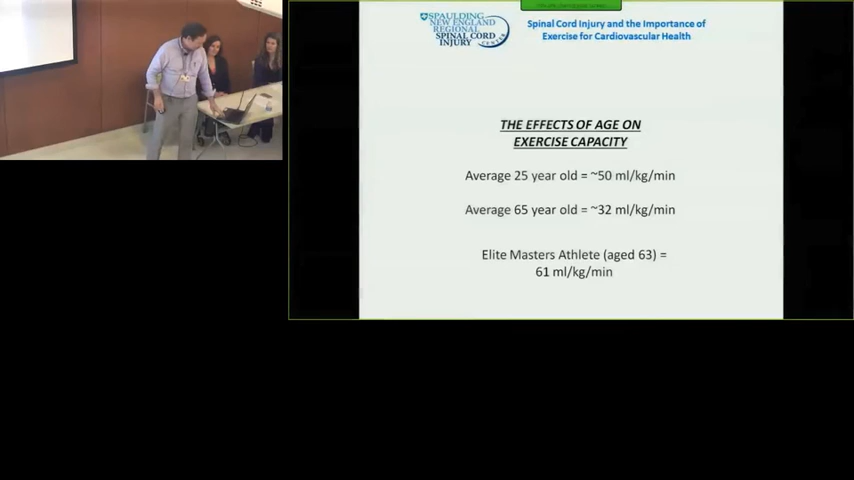 SPAULDING
NEW ENGLAND
REGIONAL
SPINAL CORD
INJURY
CENTER
Spinal Cord Injury and the Importance of
Exercise for Cardiovascular Health
THE EFFECTS OF AGE ON
EXERCISE CAPACITY
Average 25 year old = ~50 ml/kg/min
Average 65 year old = ~32 ml/kg/min
Elite Masters Athlete (aged 63) =
61 ml/kg/min